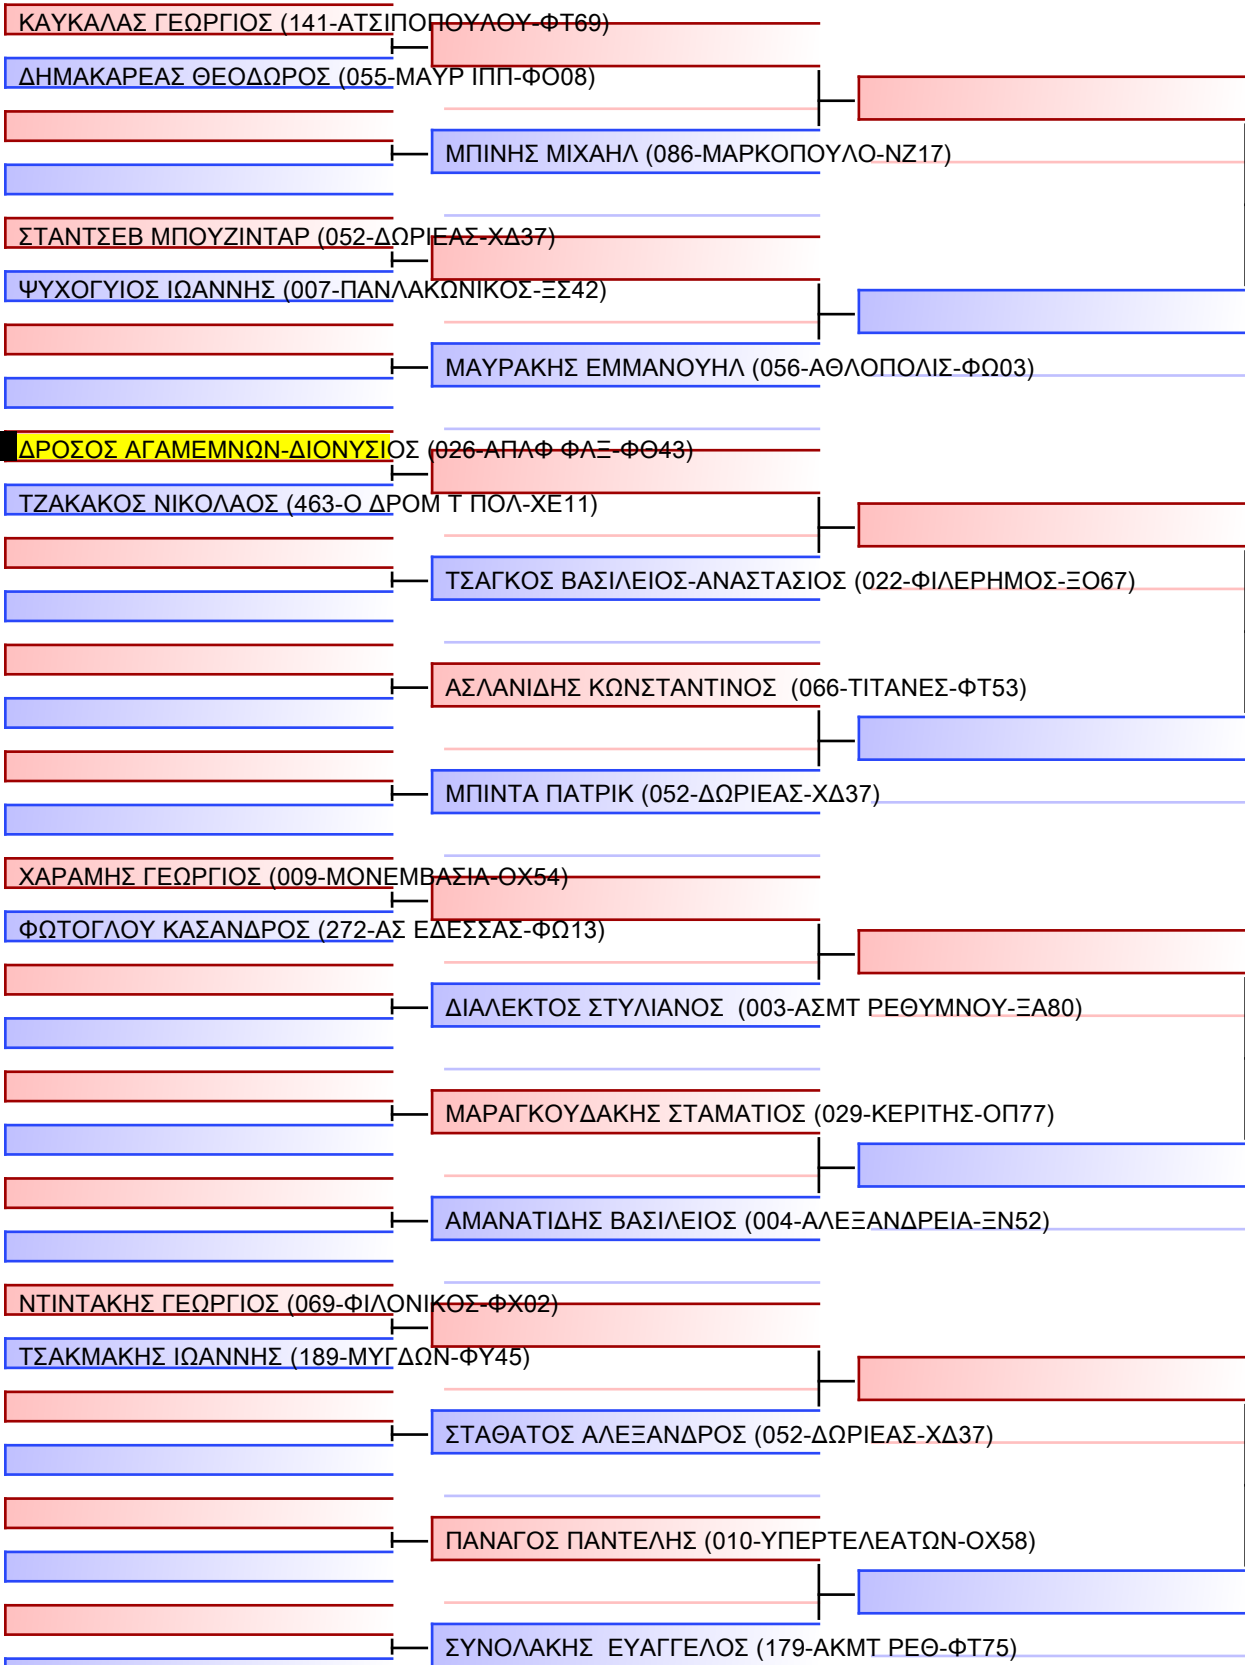 ΚΑΥΚΑΛΑΣ ΓΕΩΡΓΙΟΣ (141-ΑΤΣΙΠΟΠΟΥΛΟΥ-ΦΤ69)
ΔΗΜΑΚΑΡΕΑΣ ΘΕΟΔΩΡΟΣ (055-ΜΑΥΡ ΙΠΠ-ΦΟ08)
ΜΠΙΝΗΣ ΜΙΧΑΗΛ (086-ΜΑΡΚΟΠΟΥΛΟ-ΝΖ17)
ΣΤΑΝΤΣΕΒ ΜΠΟΥΖΙΝΤΑΡ (052-ΔΩΡΙΕΑΣ-ΧΔ37)
ΨΥΧΟΓΥΙΟΣ ΙΩΑΝΝΗΣ (007-ΠΑΝΛΑΚΩΝΙΚΟΣ-ΞΣ42)
ΜΑΥΡΑΚΗΣ ΕΜΜΑΝΟΥΗΛ (056-ΑΘΛΟΠΟΛΙΣ-ΦΩ03)
ΔΡΟΣΟΣ ΑΓΑΜΕΜΝΩΝ-ΔΙΟΝΥΣΙΟΣ (026-ΑΠΛΦ ΦΛΞ-ΦΘ43)
ΤΖΑΚΑΚΟΣ ΝΙΚΟΛΑΟΣ (463-Ο ΔΡΟΜ Τ ΠΟΛ-ΧΕ11)
ΤΣΑΓΚΟΣ ΒΑΣΙΛΕΙΟΣ-ΑΝΑΣΤΑΣΙΟΣ (022-ΦΙΛΕΡΗΜΟΣ-ΞΟ67)
ΑΣΛΑΝΙΔΗΣ ΚΩΝΣΤΑΝΤΙΝΟΣ (066-ΤΙΤΑΝΕΣ-ΦΤ53)
ΜΠΙΝΤΑ ΠΑΤΡΙΚ (052-ΔΩΡΙΕΑΣ-ΧΔ37)
ΧΑΡΑΜΗΣ ΓΕΩΡΓΙΟΣ (009-ΜΟΝΕΜΒΑΣΙΑ-ΟΧ54)
ΦΩΤΟΓΛΟΥ ΚΑΣΑΝΔΡΟΣ (272-ΑΣ ΕΔΕΣΣΑΣ-ΦΩ13)
ΔΙΑΛΕΚΤΟΣ ΣΤΥΛΙΑΝΟΣ (003-ΑΣΜΤ ΡΕΘΥΜΝΟΥ-ΞΑ80)
ΜΑΡΑΓΚΟΥΔΑΚΗΣ ΣΤΑΜΑΤΙΟΣ (029-ΚΕΡΙΤΗΣ-ΟΠ77)
ΑΜΑΝΑΤΙΔΗΣ ΒΑΣΙΛΕΙΟΣ (004-ΑΛΕΞΑΝΔΡΕΙΑ-ΞΝ52)
ΝΤΙΝΤΑΚΗΣ ΓΕΩΡΓΙΟΣ (069-ΦΙΛΟΝΙΚΟΣ-ΦΧ02)
ΤΣΑΚΜΑΚΗΣ ΙΩΑΝΝΗΣ (189-ΜΥΓΔΩΝ-ΦΥ45)
ΣΤΑΘΑΤΟΣ ΑΛΕΞΑΝΔΡΟΣ (052-ΔΩΡΙΕΑΣ-ΧΔ37)
ΠΑΝΑΓΟΣ ΠΑΝΤΕΛΗΣ (010-ΥΠΕΡΤΕΛΕΑΤΩΝ-ΟΧ58)
ΣΥΝΟΛΑΚΗΣ ΕΥΑΓΓΕΛΟΣ (179-ΑΚΜΤ ΡΕΘ-ΦΤ75)